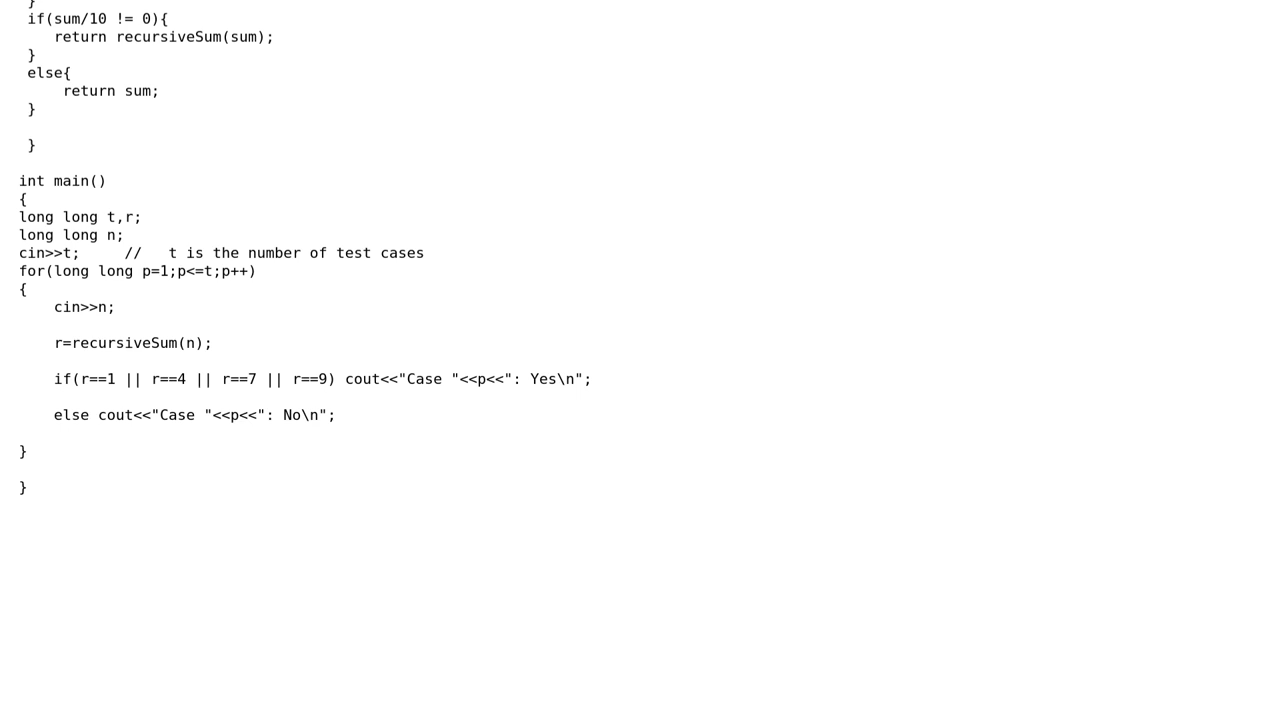 }
if(sum/10 != 0){
return recursiveSum(sum);
}
else{
return sum;
}
}
int main()
{
long long t,r;
long long n;
cin>>t;     //   t is the number of test cases
for(long long p=1;p<=t;p++)
{
cin>>n;
r=recursiveSum(n);
if(r==1 || r==4 || r==7 || r==9) cout<<"Case "<<p<<": Yes\n";
else cout<<"Case "<<p<<": No\n";
}
}